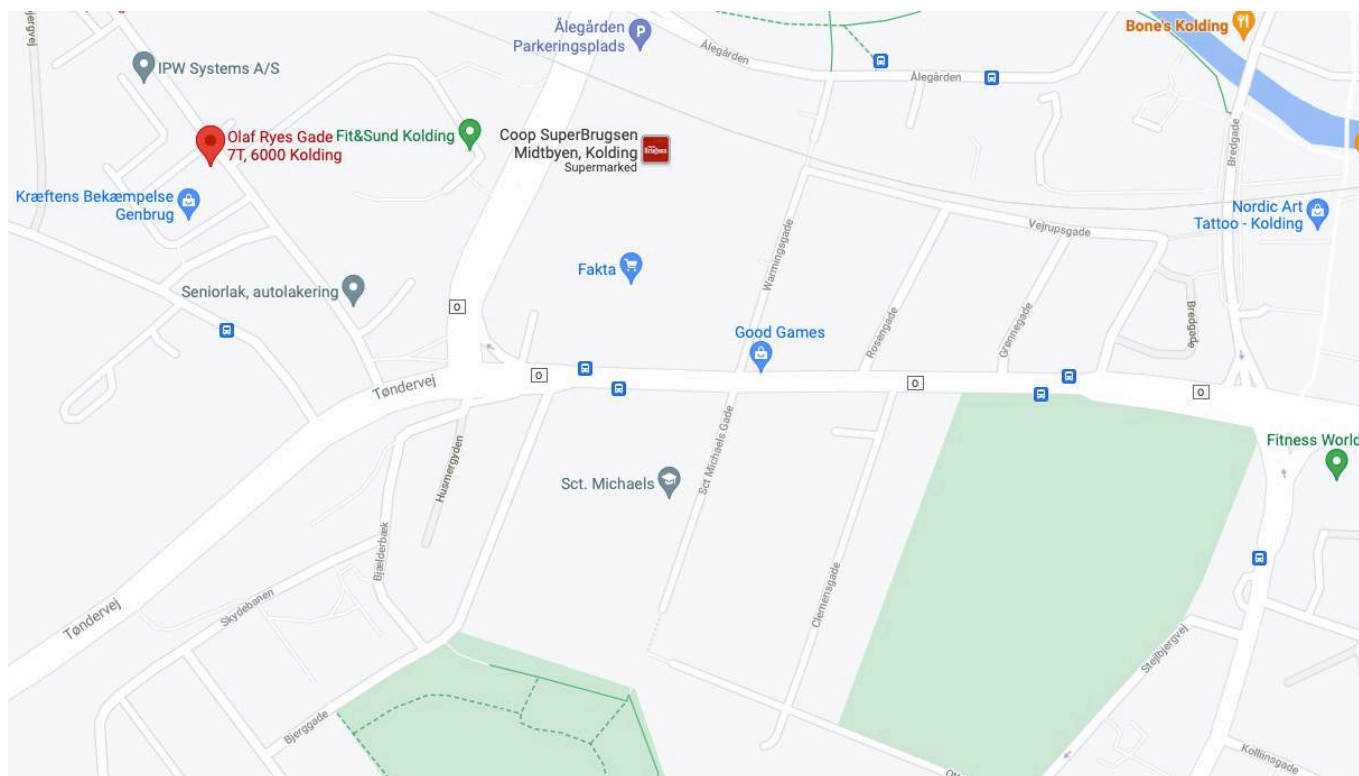 jergvej
IPW Systems A/S
Ålegården
Parkeringsplads
P
Ålegården
Ålegården
Bone's Kolding
Bredgade
Olaf Ryes Gade
7T, 6000 Kolding
Fit&Sund Kolding
Coop SuperBrugsen
Midtbyen, Kolding
Supermarked
Kræftens Bekæmpelse
Genbrug
Nordic Art
Tattoo - Kolding
Vejrupsgade
Warmingsgade
Fakta
Seniorlak, autolakering
O
Good Games
Rosengade
Grønnegade
Bredgade
O
O
O
Tøndervej
Husmergyden
Sct. Michaels
Sct Michaels Gade
Fitness World
Bjælderbæk
Clemensgade
Skydebanen
Tøndervej
Stejlbjergvej
Bjerggade
Kolliinsgade